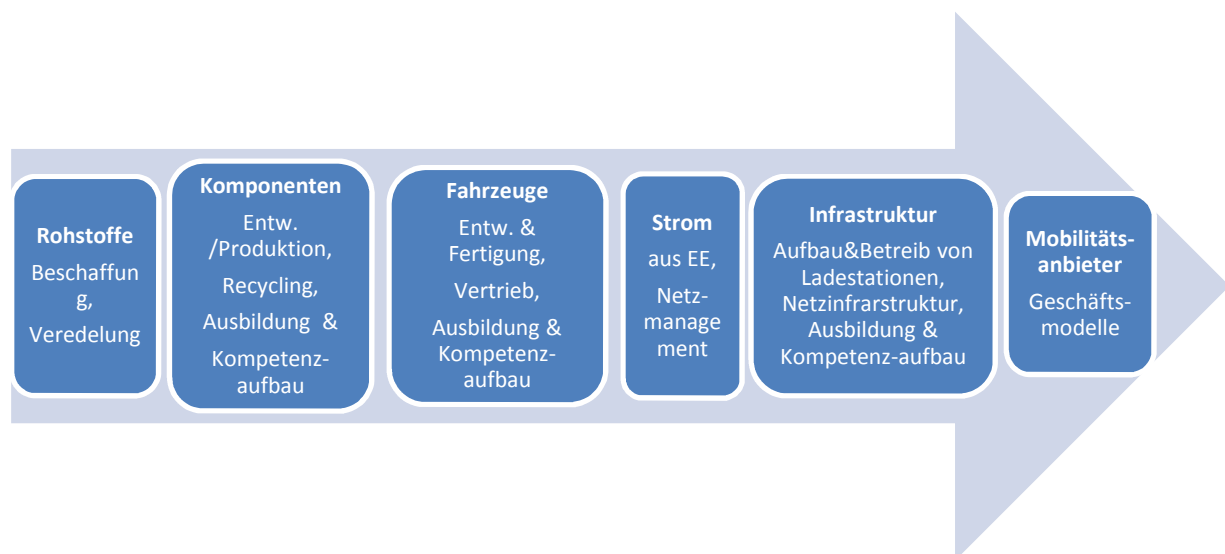 Rohstoffe
Beschaffun
g,
Veredelung
Komponenten
Entw.
/Produktion,
Recycling,
Ausbildung &
Kompetenz-
aufbau
Fahrzeuge
Entw. &
Fertigung,
Vertrieb,
Ausbildung &
Kompetenz-
aufbau
Strom
aus EE,
Netz-
manage
ment
Infrastruktur
Aufbau&Betreib von
Ladestationen,
Netzinfrarstruktur,
Ausbildung &
Kompetenz-aufbau
Mobilitäts-
anbieter
Geschäfts-
modelle